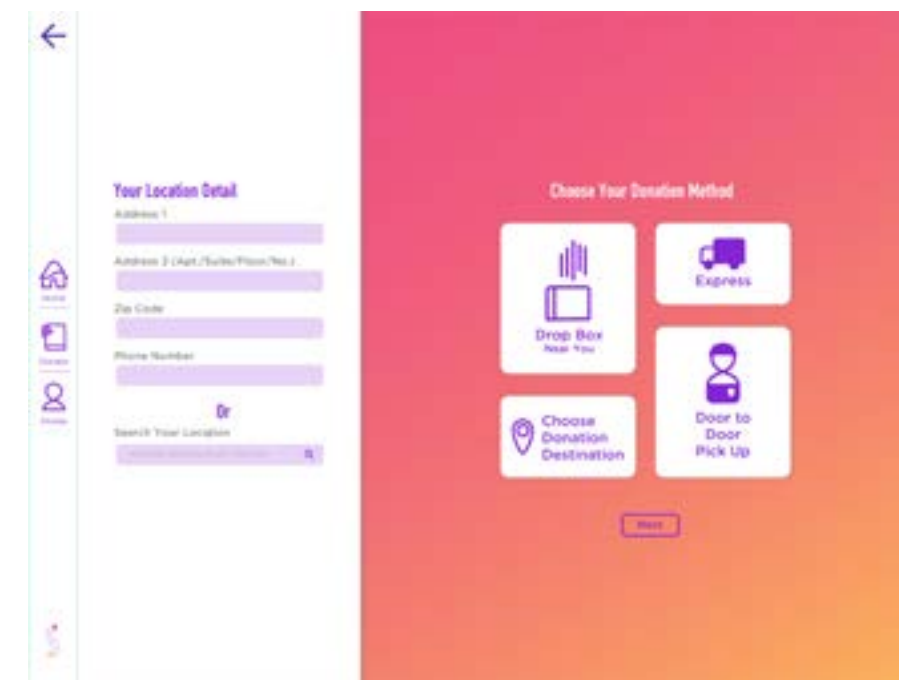 Your Location Detail
Address 1
Address 2 (Apt./Suite/Floor/No.)
Zip Code
Phone Number
Or
Search Your Location
Home
Choose Your Donation Method
Drop Box
Near You
Express
Choose
Donation
Destination
Door to
Door
Pick Up
Next